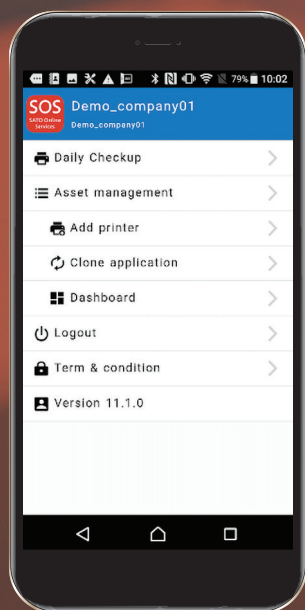 79% 10:02
SOS
SATO Online
Services
Demo_company01
Demo_company01
Daily Checkup
Asset management
Add printer
Clone application
Dashboard
Logout
Term & condition
Version 11.1.0